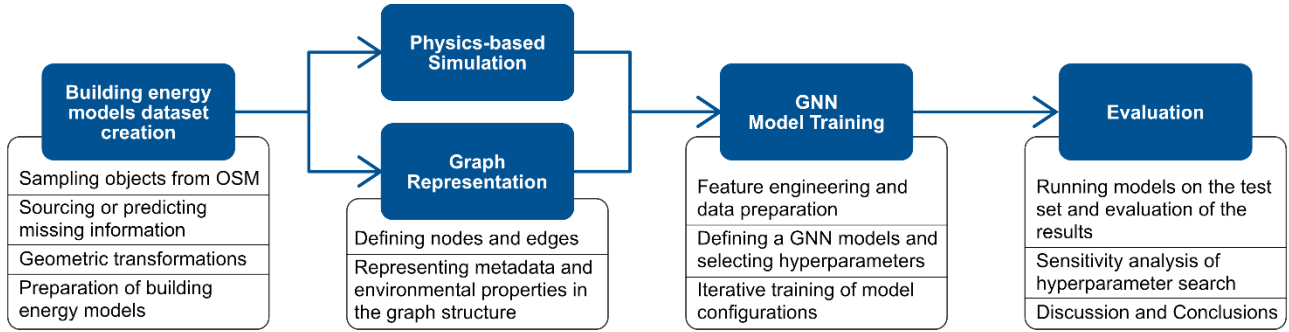 Building energy
models dataset
creation
Sampling objects from OSM
Sourcing or predicting
missing information
Geometric transformations
Preparation of building
energy models
Physics-based
Simulation
Graph
Representation
Defining nodes and edges
Representing metadata and
environmental properties in
the graph structure
GNN
Model Training
Feature engineering and
data preparation
Defining a GNN models and
selecting hyperparameters
Iterative training of model
configurations
Evaluation
Running models on the test
set and evaluation of the
results
Sensitivity analysis of
hyperparameter search
Discussion and Conclusions